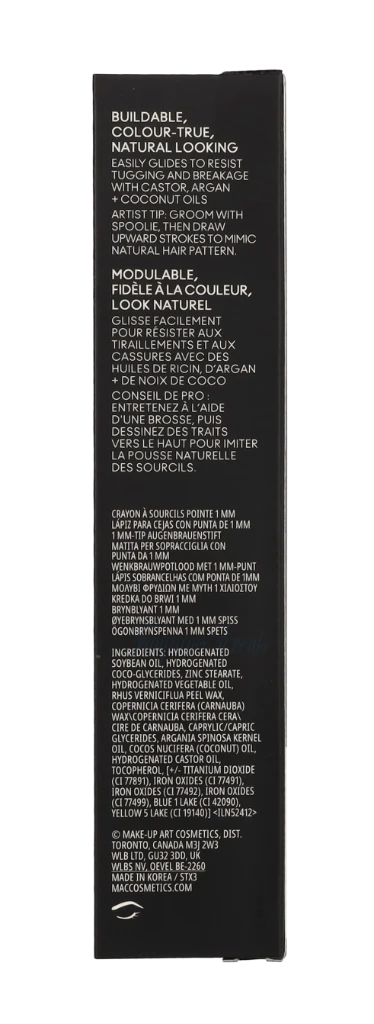 BUILDABLE,
COLOUR-TRUE,
NATURAL LOOKING
EASILY GLIDES TO RESIST
TUGGING AND BREAKAGE
WITH CASTOR, ARGAN
+ COCONUT OILS
ARTIST TIP: GROOM WITH
SPOOLIE, THEN DRAW
UPWARD STROKES TO MIMIC
NATURAL HAIR PATTERN.
MODULABLE,
FIDÈLE À LA COULEUR,
LOOK NATUREL
GLISSE FACILEMENT
POUR RÉSISTER AUX
TIRAILLEMENTS ET AUX
CASSURES AVEC DES
HUILES DE RICIN, D'ARGAN
+ DE NOIX DE COCO
CONSEIL DE PRO :
ENTRETENEZ À L'AIDE
D'UNE BROSSE, PUIS
DESSINEZ DES TRAITS
VERS LE HAUT POUR IMITER
LA POUSSE NATURELLE
DES SOURCILS.
CRAYON À SOURCILS POINTE 1 MM
LÁPIZ PARA CEJAS CON PUNTA DE 1 MM
1 MM-TIP AUGENBRAUENSTIFT
MATITA PER SOPRACCIGLIA CON
PUNTA DA 1 MM
WENKBRAUWPOTLOOD MET 1 MM-PUNT
LÁPIS SOBRANCELHAS COM PONTA DE 1MM
ΜΟΛΥΒΙ ΦΡΥΔΙΩΝ ΜΕ ΜΥΤΗ 1 ΧΙΛΙΟΣΤΟΥ
KREDKA DO BRWI 1 MM
BRYNBLYANT 1 MM
ØYEBRYNSBLYANT MED 1 MM SPISS
ÖGONBRYNSPENNA 1 MM SPETS
INGREDIENTS: HYDROGENATED
SOYBEAN OIL, HYDROGENATED
COCO-GLYCERIDES, ZINC STEARATE,
HYDROGENATED VEGETABLE OIL,
RHUS VERNICIFLUA PEEL WAX,
COPERNICIA CERIFERA (CARNAUBA)
WAX\COPERNICIA CERIFERA CERA\
CIRE DE CARNAUBA, CAPRYLIC/CAPRIC
GLYCERIDES, ARGANIA SPINOSA KERNEL
OIL, COCOS NUCIFERA (COCONUT) OIL,
HYDROGENATED CASTOR OIL,
TOCOPHEROL, [+/- TITANIUM DIOXIDE
(CI 77891), IRON OXIDES (CI 77491),
IRON OXIDES (CI 77492), IRON OXIDES
(CI 77499), BLUE 1 LAKE (CI 42090),
YELLOW 5 LAKE (CI 19140)] <ILN52412>
© MAKE-UP ART COSMETICS, DIST.
TORONTO, CANADA M3J 2W3
WLB LTD, GU32 3DD, UK
WLBS NV, OEVEL BE-2260
MADE IN KOREA / STX3
MACCOSMETICS.COM